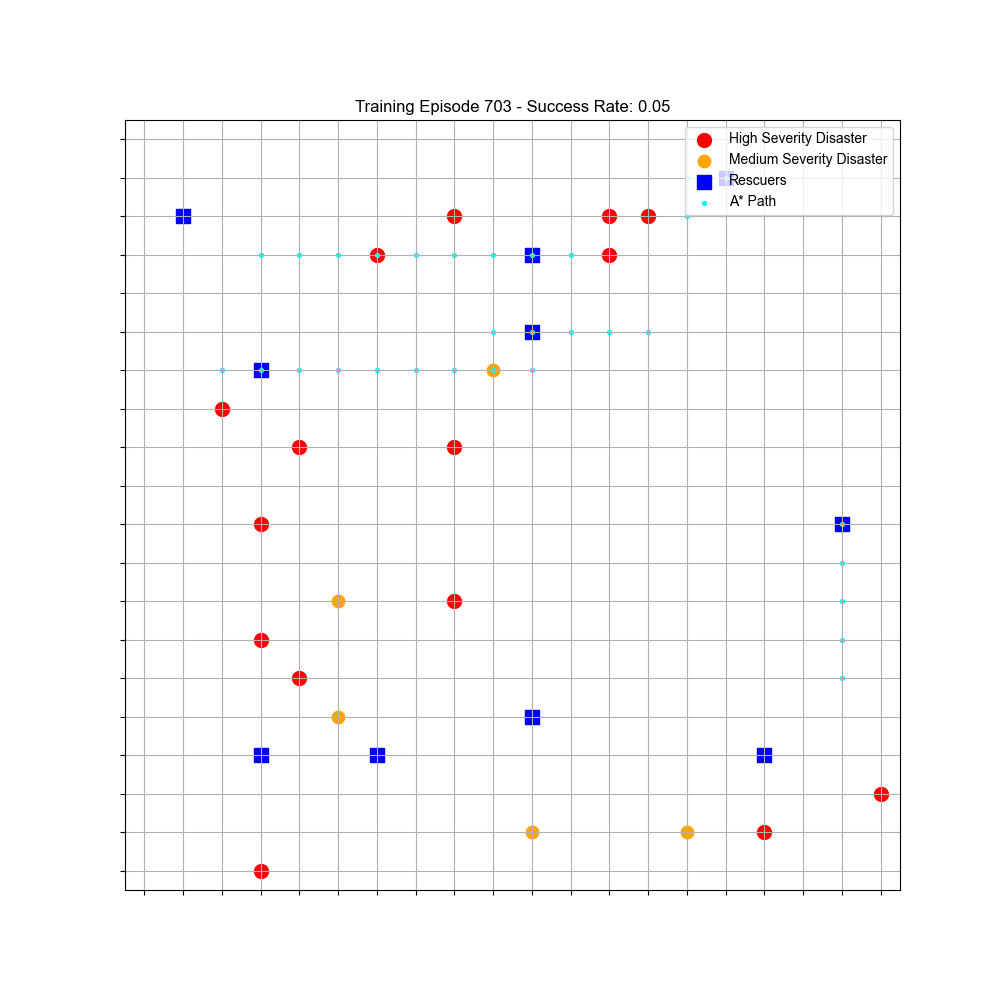 Training Episode 703 - Success Rate: 0.05
High Severity Disaster
Medium Severity Disaster
Rescuers
A* Path